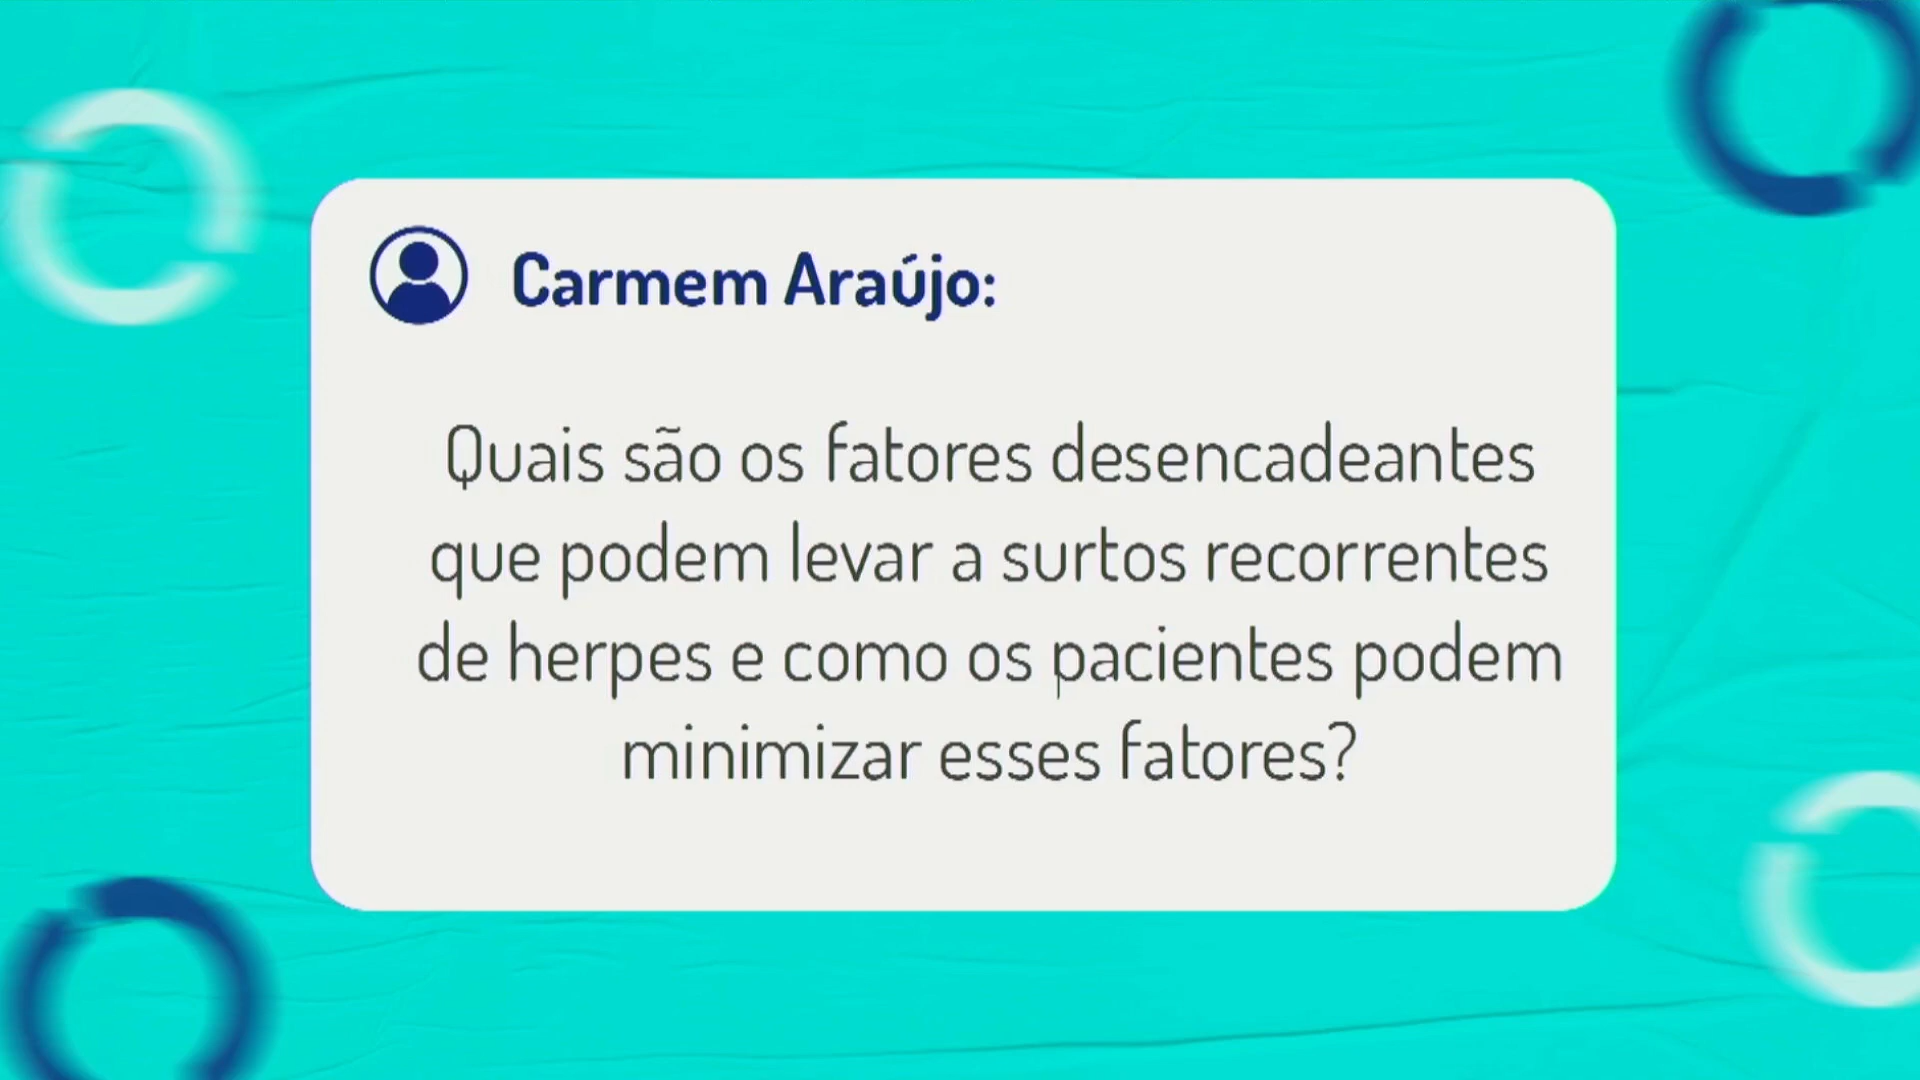 Carmem Araújo:
Quais são os fatores desencadeantes
que podem levar a surtos recorrentes
de herpes e como os pacientes podem
minimizar esses fatores?